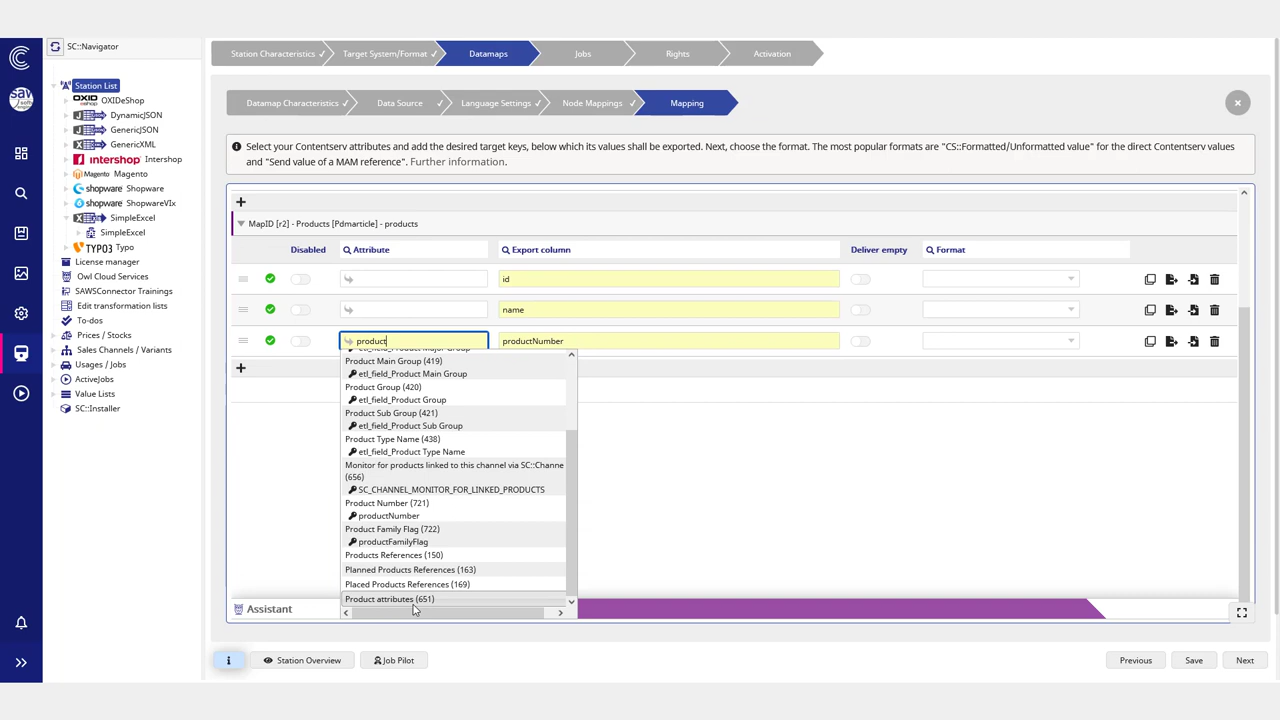 SC::Navigator
Station List
OXID eshop OXIDeShop
DynamicJSON
GenericJSON
GenericXML
intershop Intershop
Magento Magento
shopware Shopware
shopware ShopwareVIx
SimpleExcel
SimpleExcel
TYPO3 Typo
License manager
Owl Cloud Services
SAWSConnector Trainings
Edit transformation lists
To-dos
Prices / Stocks
Sales Channels / Variants
Usages / Jobs
ActiveJobs
Value Lists
SC::Installer
Station Characteristics ✓
Target System/Format ✓
Datamaps
Jobs
Rights
Activation
Datamap Characteristics ✓
Data Source ✓
Language Settings ✓
Node Mappings ✓
Mapping
Select your Contentserv attributes and add the desired target keys, below which its values shall be exported. Next, choose the format. The most popular formats are "CS::Formatted/Unformatted value" for the direct Contentserv values
and "Send value of a MAM reference". Further information.
MapID [r2] - Products [Pdmarticle] - products
Disabled Attribute Export column Deliver empty Format
id
name
product productNumber
etl_field_Product Major Group
Product Main Group (419)
etl_field_Product Main Group
Product Group (420)
etl_field_Product Group
Product Sub Group (421)
etl_field_Product Sub Group
Product Type Name (438)
etl_field_Product Type Name
Monitor for products linked to this channel via SC::Channe
(656)
SC_CHANNEL_MONITOR_FOR_LINKED_PRODUCTS
Product Number (721)
productNumber
Product Family Flag (722)
productFamilyFlag
Products References (150)
Planned Products References (163)
Placed Products References (169)
Product attributes (651)
Assistant
Station Overview
Job Pilot
Previous
Save
Next